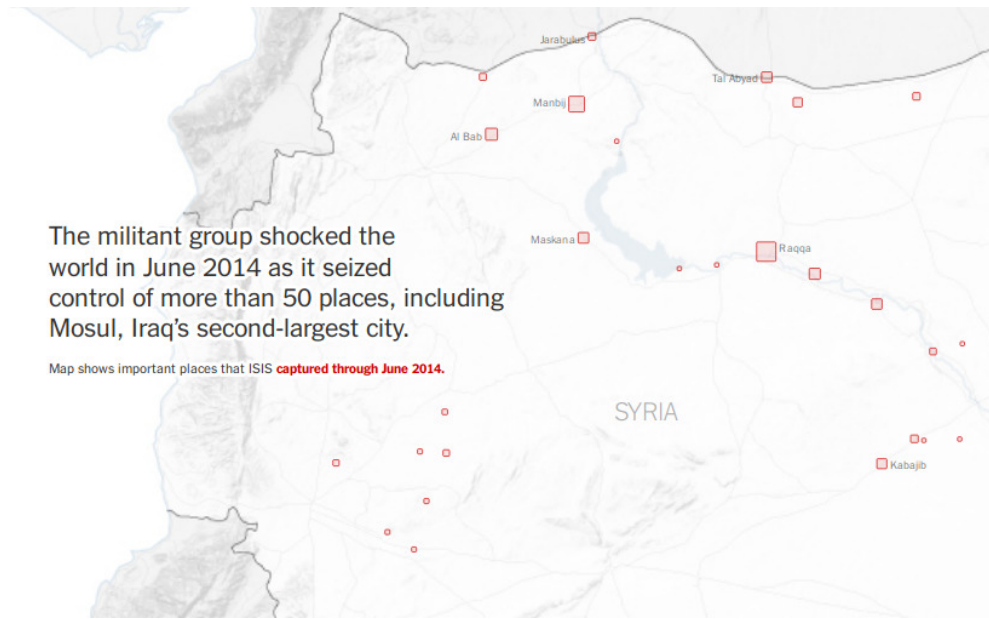 Jarabulus
Tal Abyad
Manbij
Al Bab
The militant group shocked the
world in June 2014 as it seized
control of more than 50 places, including
Mosul, Iraq’s second-largest city.
Map shows important places that ISIS captured through June 2014.
Maskana
Raqqa
SYRIA
Kabajib